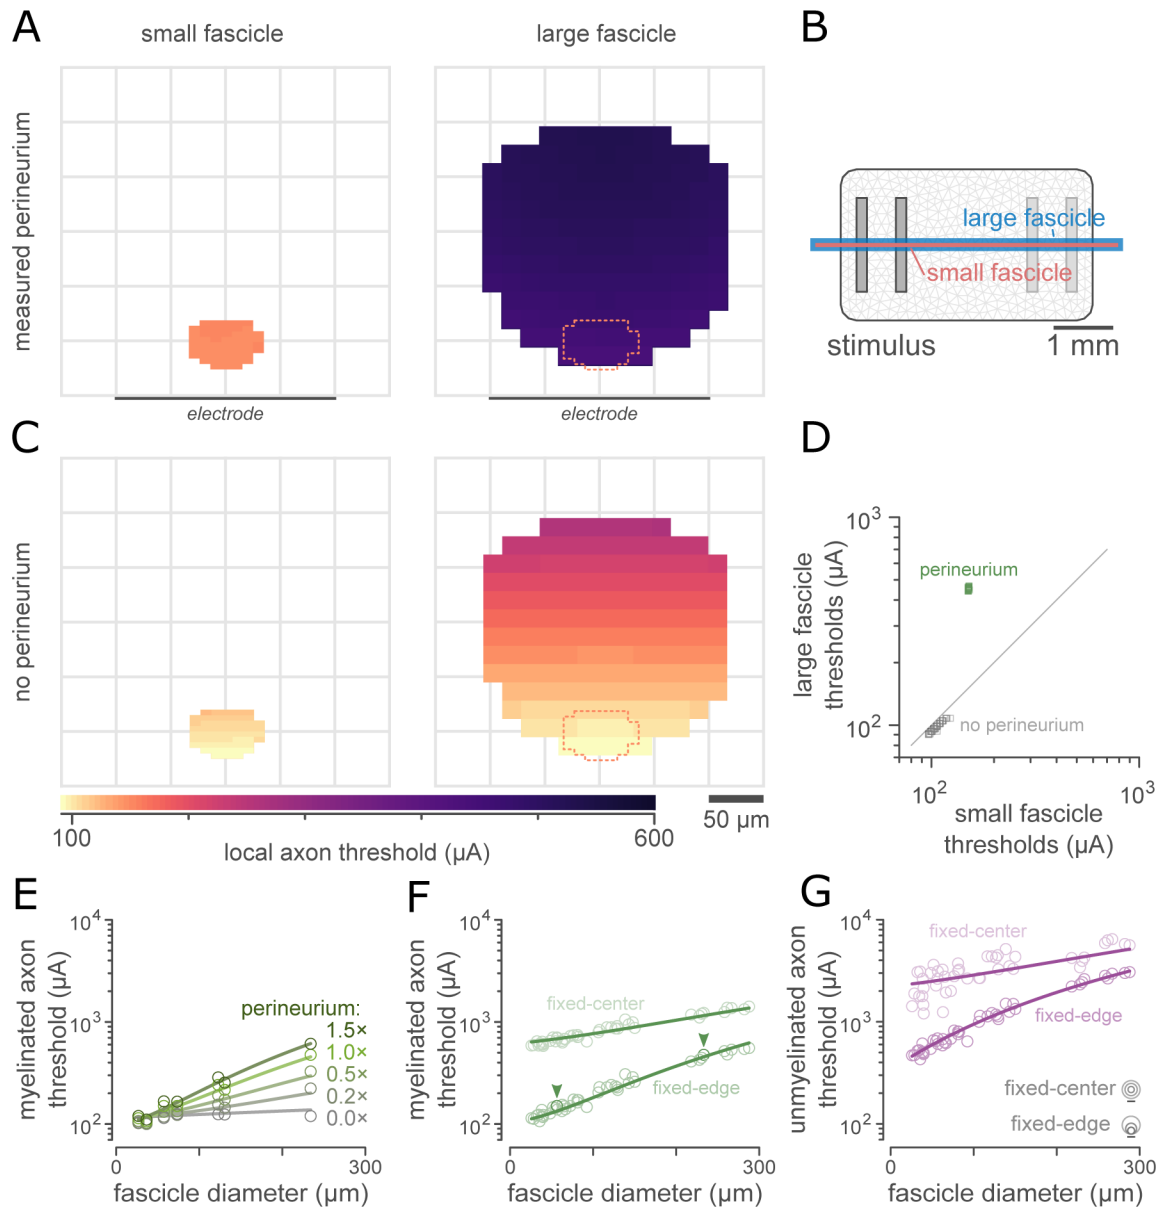 A
small fascicle
large fascicle
B
measured perineurium
electrode
electrode
large fascicle
small fascicle
stimulus
1 mm
C
no perineurium
100
600
local axon threshold (µA)
50 µm
D
10³
10²
large fascicle
thresholds (µA)
perineurium
no perineurium
10²
10³
small fascicle
thresholds (µA)
E
10⁴
10³
10²
myelinated axon
threshold (µA)
perineurium:
1.5×
1.0×
0.5×
0.2×
0.0×
0
300
fascicle diameter (µm)
F
10⁴
10³
10²
myelinated axon
threshold (µA)
fixed-center
fixed-edge
0
300
fascicle diameter (µm)
G
10⁴
10³
10²
unmyelinated axon
threshold (µA)
fixed-center
fixed-edge
fixed-center
fixed-edge
0
300
fascicle diameter (µm)